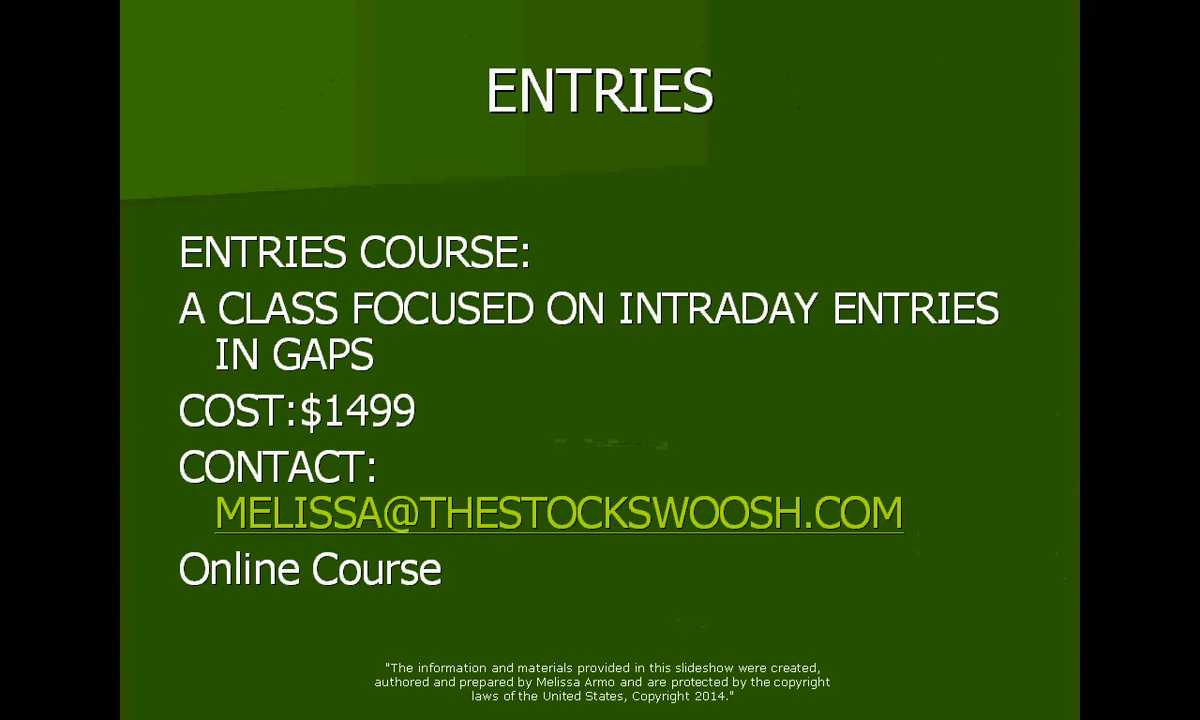 ENTRIES
ENTRIES COURSE:
A CLASS FOCUSED ON INTRADAY ENTRIES
IN GAPS
COST:$1499
CONTACT:
MELISSA@THESTOCKSWOOSH.COM
Online Course
"The information and materials provided in this slideshow were created,
authored and prepared by Melissa Armo and are protected by the copyright
laws of the United States, Copyright 2014."